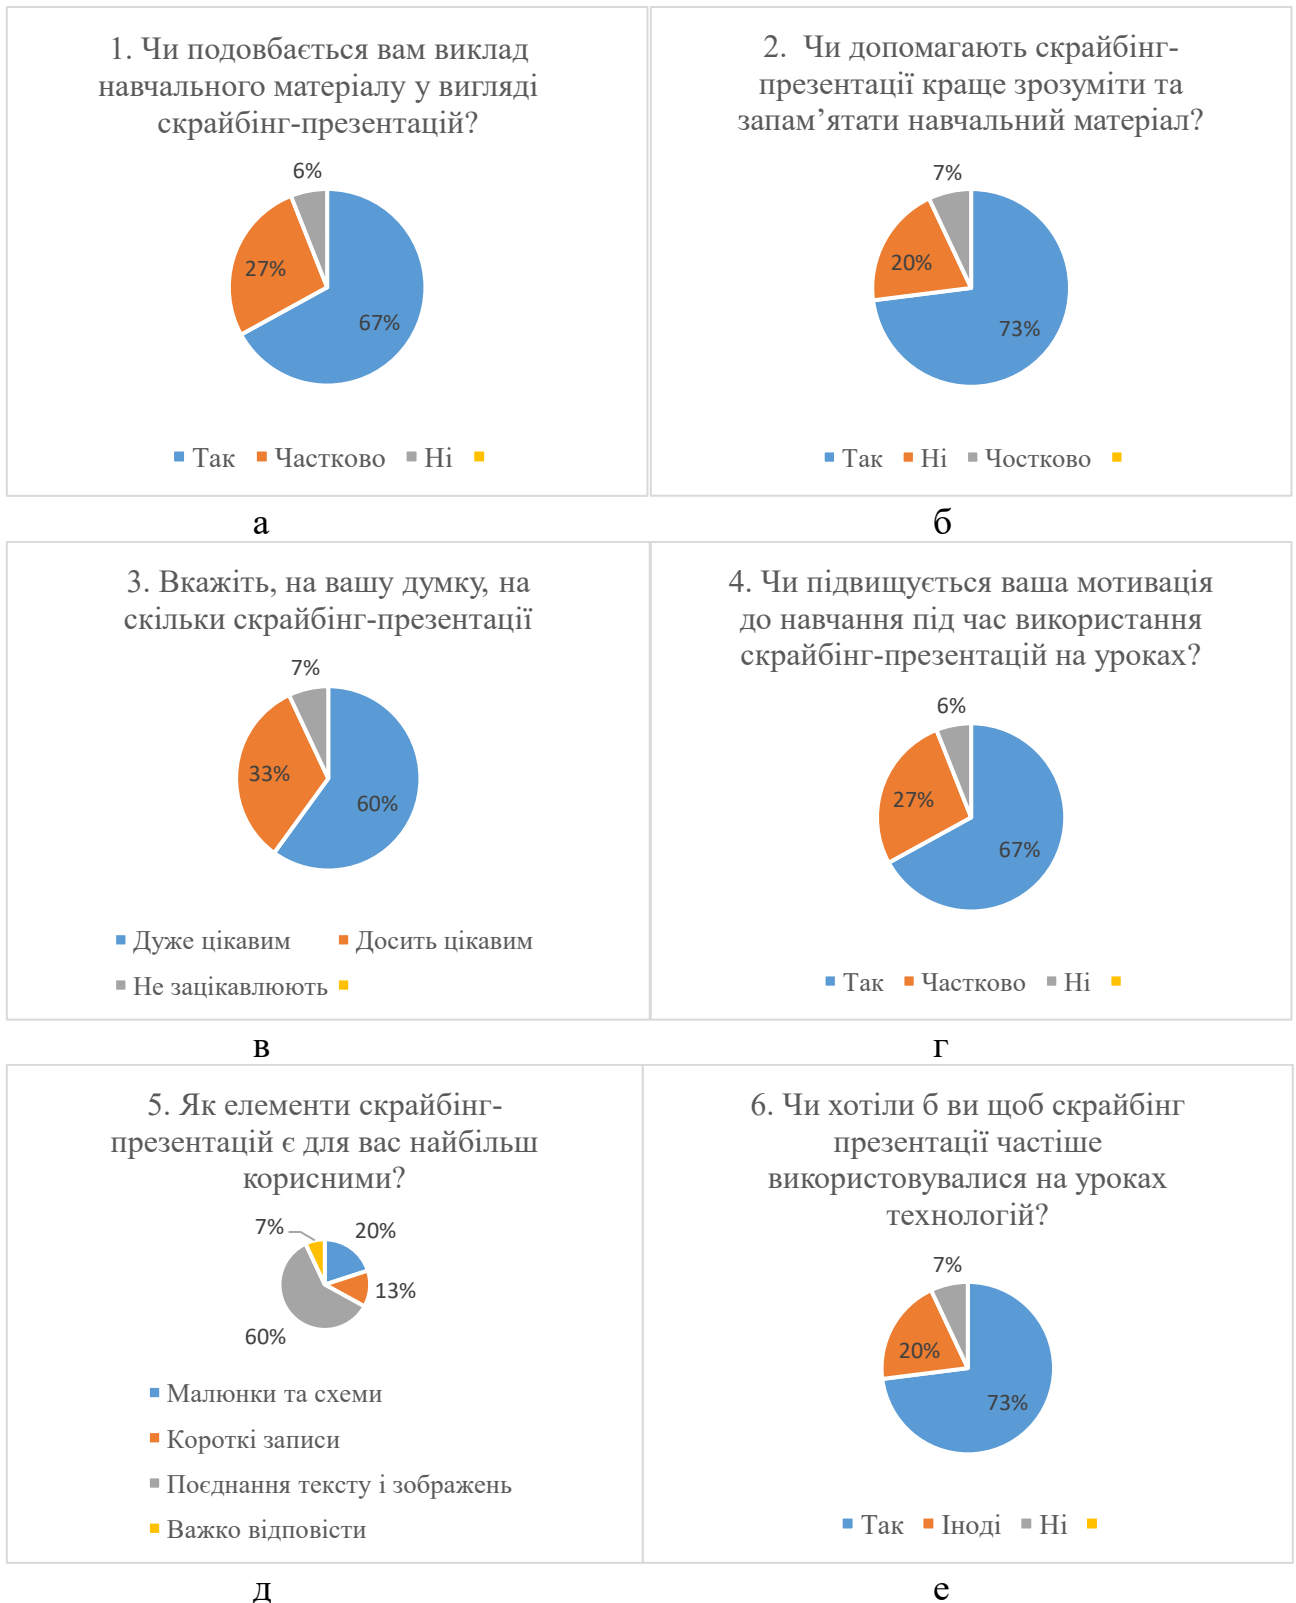 1. Чи подовбається вам виклад
навчального матеріалу у вигляді
скрайбінг-презентацій?
6%
27%
67%
Так Частково Ні
а
2. Чи допомагають скрайбінг-
презентації краще зрозуміти та
запам’ятати навчальний матеріал?
7%
20%
73%
Так Ні Чостково
б
3. Вкажіть, на вашу думку, на
скільки скрайбінг-презентації
7%
33%
60%
Дуже цікавим Досить цікавим
Не зацікавлюють
в
4. Чи підвищується ваша мотивація
до навчання під час використання
скрайбінг-презентацій на уроках?
6%
27%
67%
Так Частково Ні
г
5. Як елементи скрайбінг-
презентацій є для вас найбільш
корисними?
7%
20%
13%
60%
Малюнки та схеми
Короткі записи
Поєднання тексту і зображень
Важко відповісти
д
6. Чи хотіли б ви щоб скрайбінг
презентації частіше
використовувалися на уроках
технологій?
7%
20%
73%
Так Іноді Ні
е